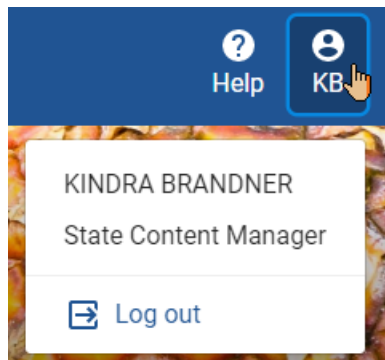 Help
KB
KINDRA BRANDNER
State Content Manager
Log out